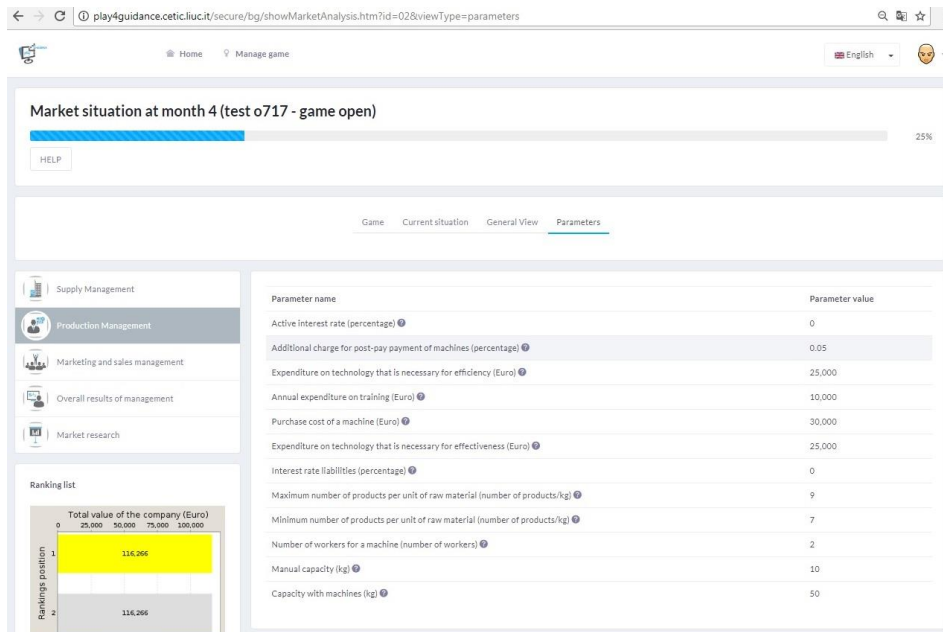 play4guidance.cetic.liuc.it/secure/bg/showMarketAnalysis.htm?id=02&viewType=parameters
Home Manage game English
Market situation at month 4 (test o717 - game open)
25%
HELP
Game Current situation General View Parameters
Supply Management
Production Management
Marketing and sales management
Overall results of management
Market research
Parameter name Parameter value
Active interest rate (percentage) 0
Additional charge for post-pay payment of machines (percentage) 0.05
Expenditure on technology that is necessary for efficiency (Euro) 25,000
Annual expenditure on training (Euro) 10,000
Purchase cost of a machine (Euro) 30,000
Expenditure on technology that is necessary for effectiveness (Euro) 25,000
Interest rate liabilities (percentage) 0
Maximum number of products per unit of raw material (number of products/kg) 9
Minimum number of products per unit of raw material (number of products/kg) 7
Number of workers for a machine (number of workers) 2
Manual capacity (kg) 10
Capacity with machines (kg) 50
Ranking list
Total value of the company (Euro)
0 25,000 50,000 75,000 100,000
Rankings position
1 116,266
2 116,266